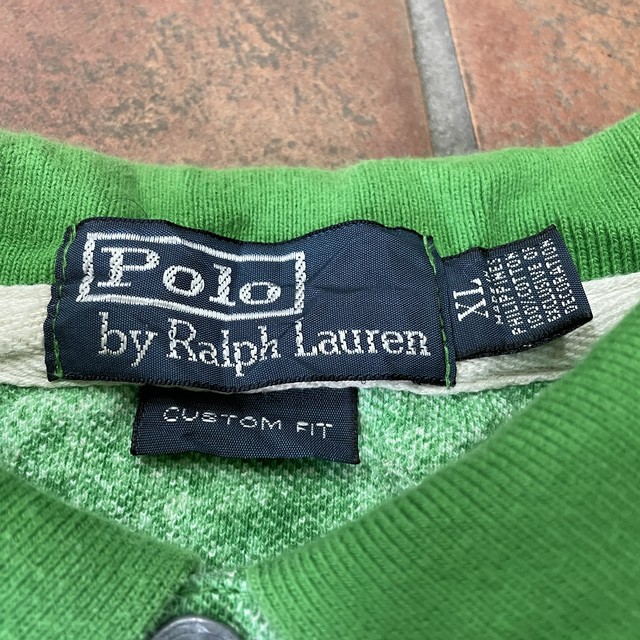 Polo
by Ralph Lauren
XL
CUSTOM FIT